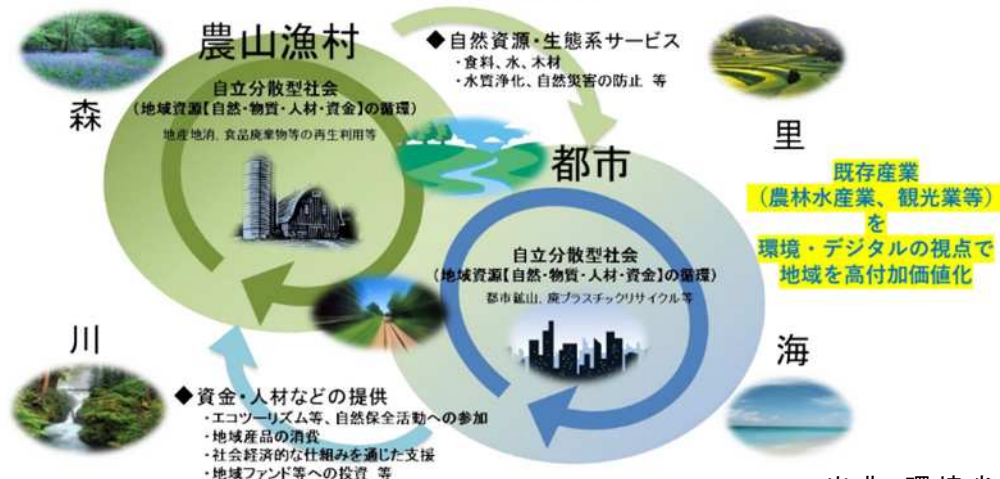 農山漁村
自立分散型社会
(地域資源【自然・物質・人材・資金】の循環)
地産地消、食品廃棄物等の再生利用等
森
◆自然資源・生態系サービス
・食料、水、木材
・水質浄化、自然災害の防止 等
里
都市
自立分散型社会
(地域資源【自然・物質・人材・資金】の循環)
都市鉱山、廃プラスチックリサイクル等
既存産業
(農林水産業、観光業等)
を
環境・デジタルの視点で
地域を高付加価値化
川
海
◆資金・人材などの提供
・エコツーリズム等、自然保全活動への参加
・地域産品の消費
・社会経済的な仕組みを通じた支援
・地域ファンド等への投資 等